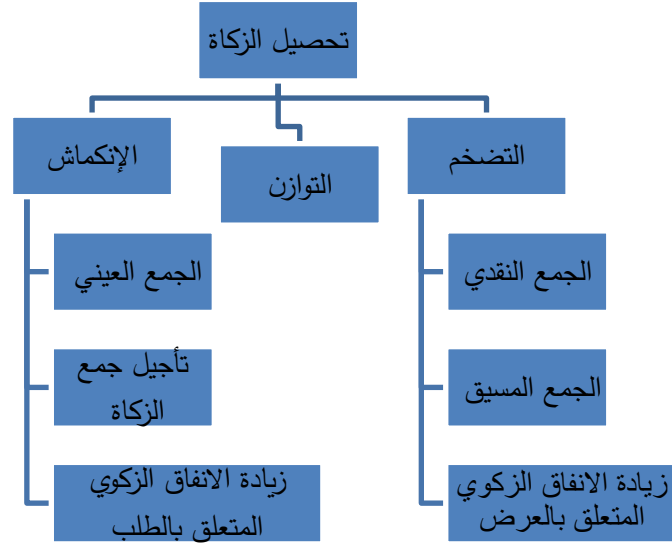 تحصيل الزكاة
التضخم
التوازن
الإنكماش
الجمع النقدي
الجمع المسيق
زيادة الانفاق الزكوي
المتعلق بالعرض
الجمع العيني
تأجيل جمع
الزكاة
زيادة الانفاق الزكوي
المتعلق بالطلب